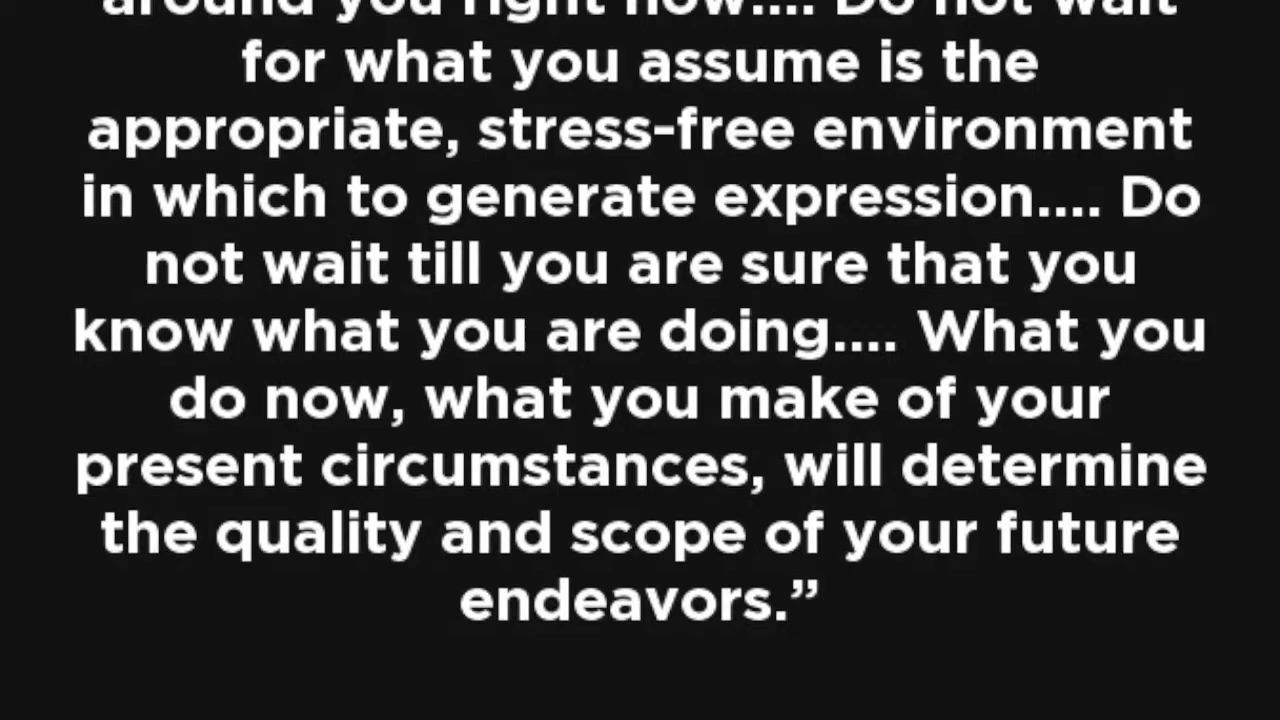 around you right now.... Do not wait
for what you assume is the
appropriate, stress-free environment
in which to generate expression.... Do
not wait till you are sure that you
know what you are doing.... What you
do now, what you make of your
present circumstances, will determine
the quality and scope of your future
endeavors.”